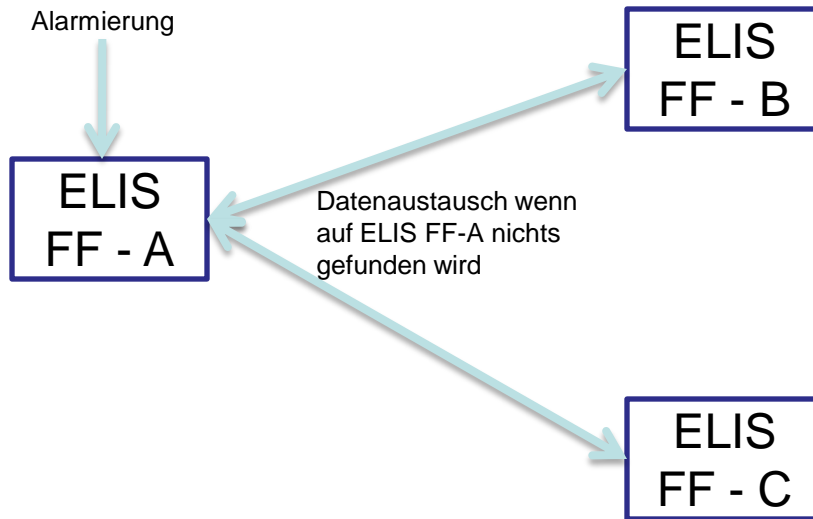 Alarmierung
ELIS
FF - B
ELIS
FF - A
Datenaustausch wenn
auf ELIS FF-A nichts
gefunden wird
ELIS
FF - C